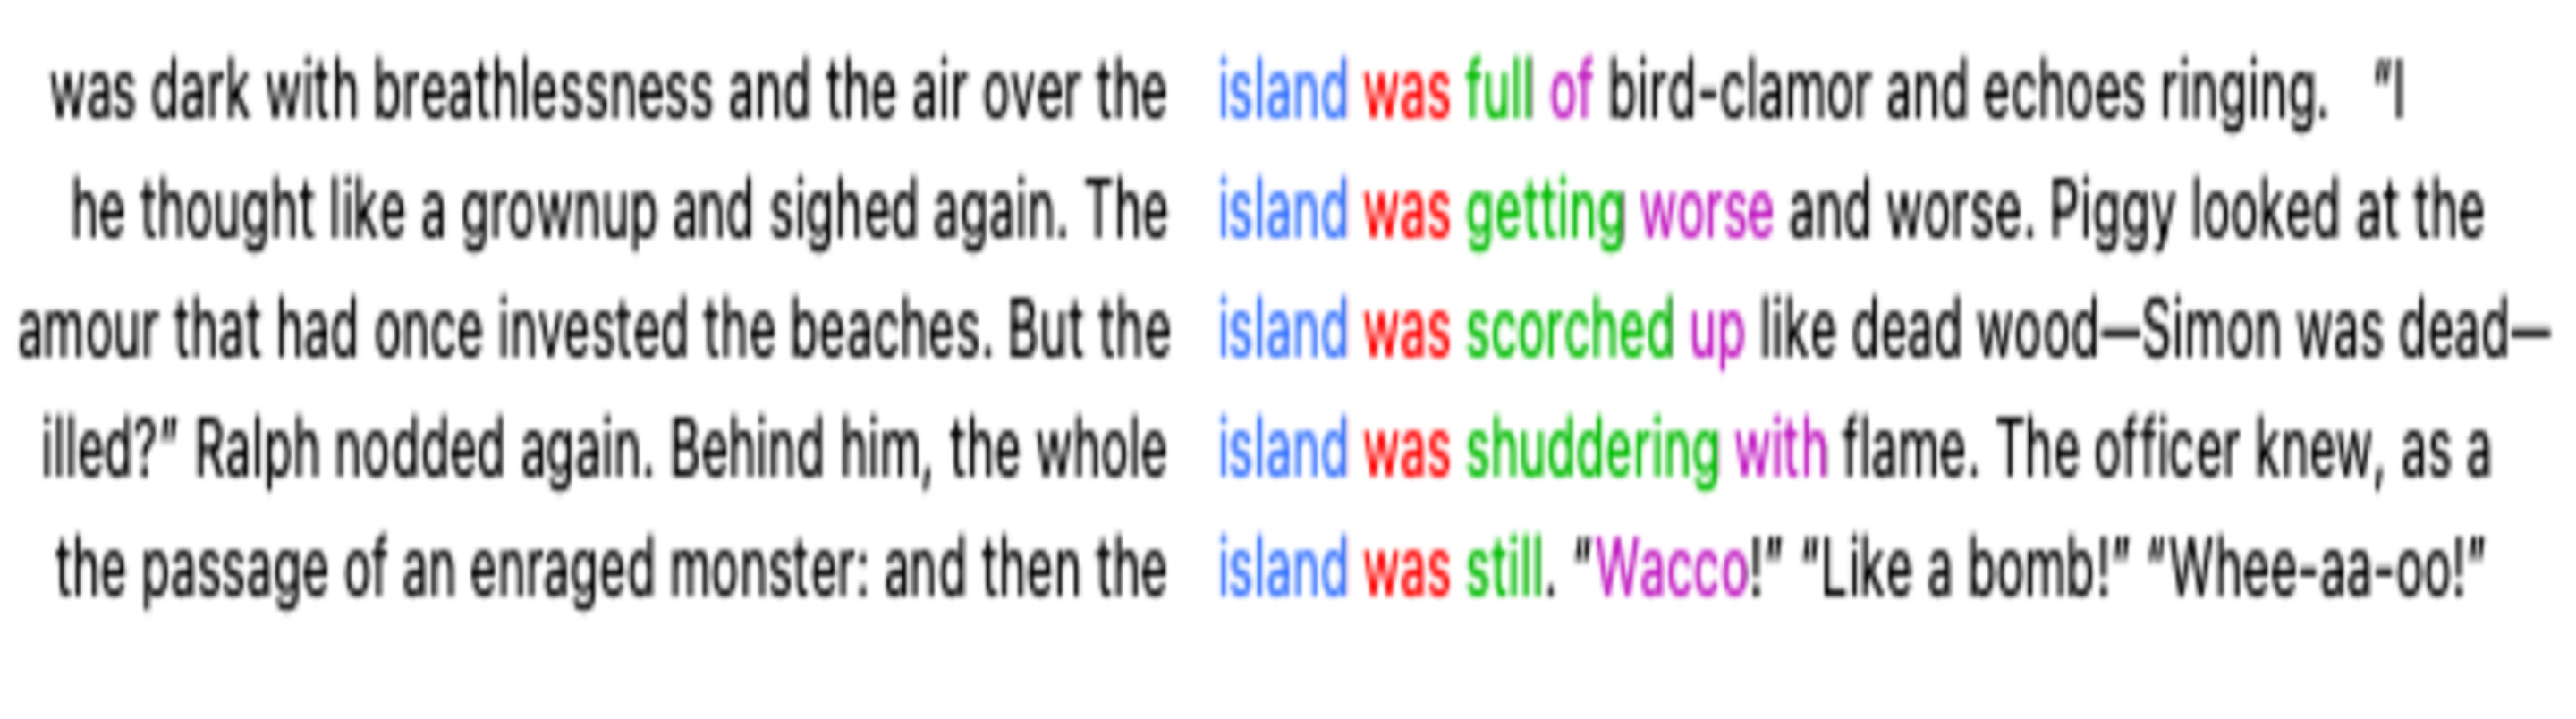 was dark with breathlessness and the air over the island was full of bird-clamor and echoes ringing. "I
he thought like a grownup and sighed again. The island was getting worse and worse. Piggy looked at the
amour that had once invested the beaches. But the island was scorched up like dead wood—Simon was dead—
illed?” Ralph nodded again. Behind him, the whole island was shuddering with flame. The officer knew, as a
the passage of an enraged monster: and then the island was still. “Wacco!” “Like a bomb!” “Whee-aa-oo!”